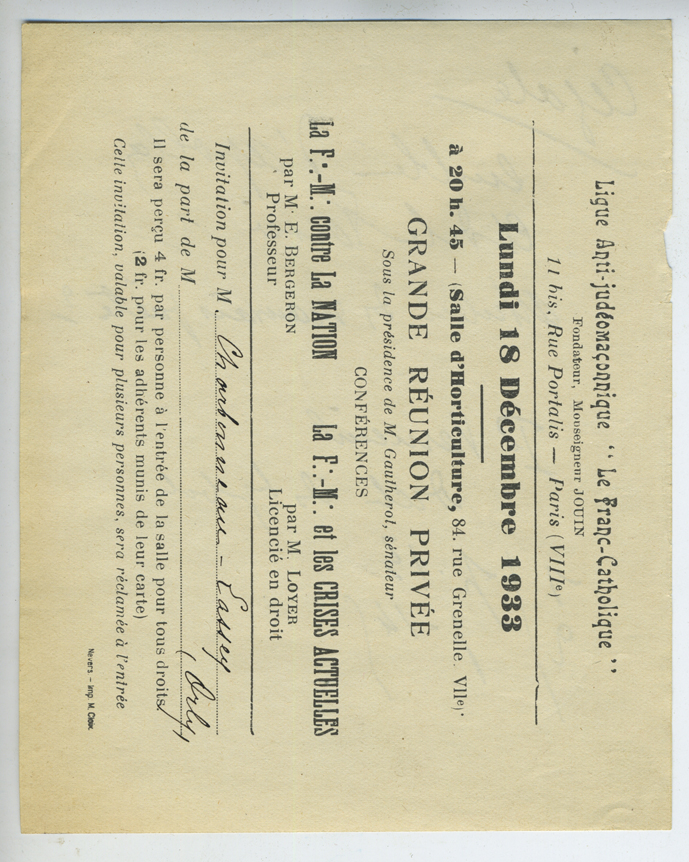 Ligue Anti-judéomaçonnique “ Le Franc-Catholique ”
Fondateur, Monseigneur JOUIN
11 bis, Rue Portalis — Paris (VIIIe)
Lundi 18 Décembre 1933
à 20 h. 45 — (Salle d'Horticulture, 84. rue Grenelle. VIIe)·
GRANDE RÉUNION PRIVÉE
Sous la présidence de M. Gautherot, sénateur
CONFÉRENCES
La F∴-M∴ contre La NATION
par M· E. BERGERON
Professeur
La F∴-M∴ et les CRISES ACTUELLES
par M. LOYER
Licencié en droit
Invitation pour M. Charbonneau - Lassey
de la part de M (Orly)
Il sera perçu 4 fr. par personne à l'entrée de la salle pour tous droits
(2 fr. pour les adhérents munis de leur carte)
Celle invitation, valable pour plusieurs personnes, sera réclamée à l'entrée
Nevers – Imp. M. Cloix.